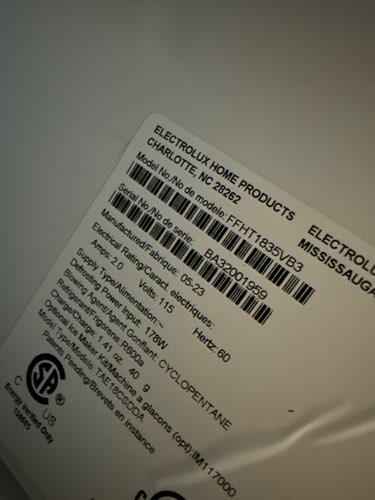 ELECTROLUX HOME PRODUCTS
CHARLOTTE, NC 28262
ELECTROLU
MISSISSAUGA
Model No./No de modele: FFHT1835VB3
Serial No./No de serie: BA32001959
Manufactured/Fabrique: 05-23
Electrical Rating/Caract. electriques:
Amps: 2.0 Volts: 115 Hertz: 60
Supply Type/Alimentation:~
Defrosting Power Input: 178W
Blowing Agent/Agent Gonflant: CYCLOPENTANE
Refrigerant/Frigorene: R600a
Charge/Charge: 1.41 oz. 40 g
Optional Ice Maker Kit/Machine a glacons (opt):IM117000
Model Type/Modele: TAE18CSDDA
Patents Pending/Brevets en instance
C SA US
Energy Verified Only